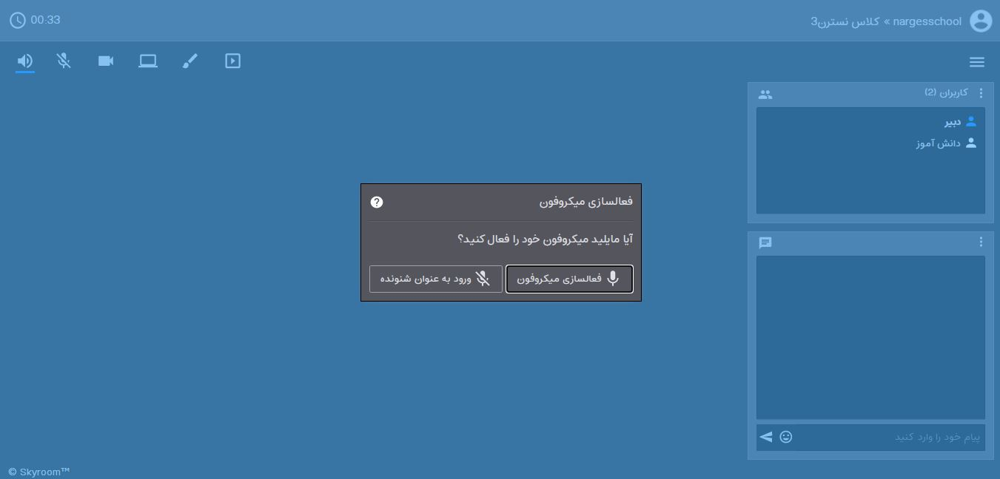 00:33
nargesschool » کلاس نسترن3
کاربران (2)
دبیر
دانش آموز
فعالسازی میکروفون
آیا مایلید میکروفون خود را فعال کنید؟
فعالسازی میکروفون
ورود به عنوان شنونده
پیام خود را وارد کنید
© Skyroom™